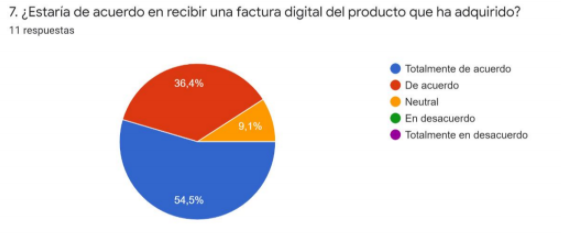 7. ¿Estaría de acuerdo en recibir una factura digital del producto que ha adquirido?
11 respuestas
Totalmente de acuerdo
De acuerdo
Neutral
En desacuerdo
Totalmente en desacuerdo
36,4%
9,1%
54,5%